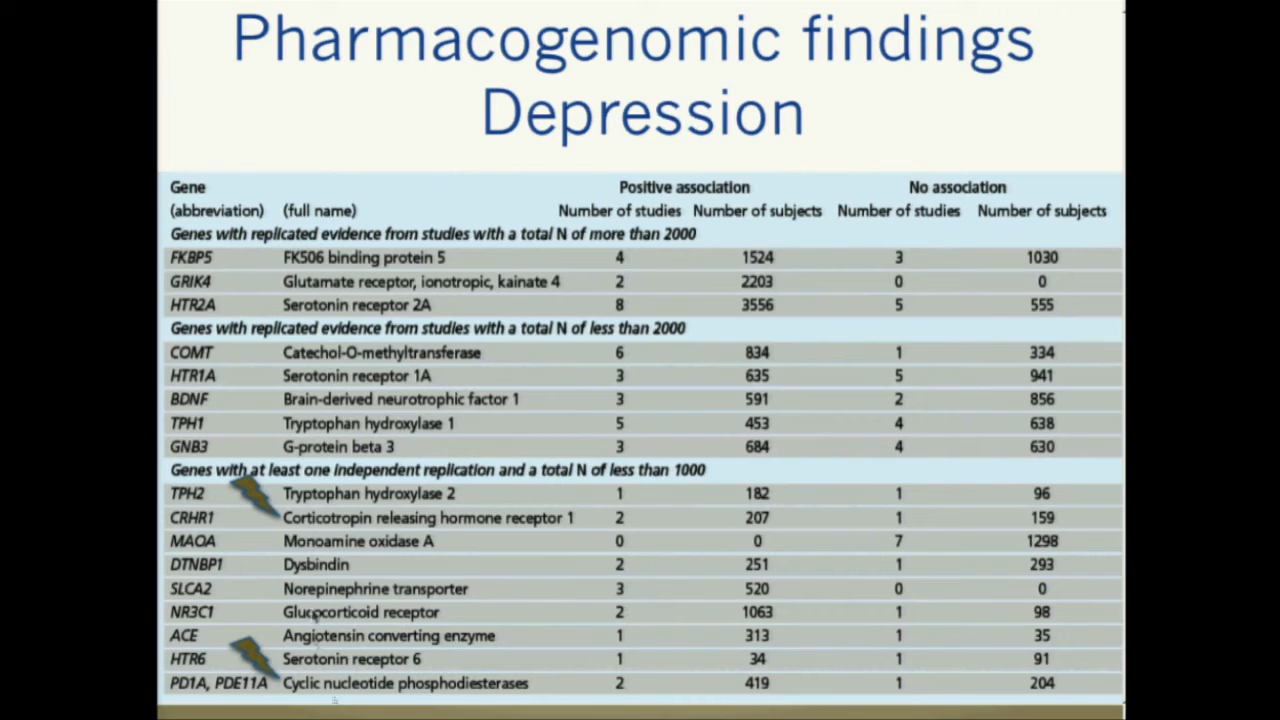 Pharmacogenomic findings
Depression
Gene Positive association No association
(abbreviation) (full name) Number of studies Number of subjects Number of studies Number of subjects
Genes with replicated evidence from studies with a total N of more than 2000
FKBP5 FK506 binding protein 5 4 1524 3 1030
GRIK4 Glutamate receptor, ionotropic, kainate 4 2 2203 0 0
HTR2A Serotonin receptor 2A 8 3556 5 555
Genes with replicated evidence from studies with a total N of less than 2000
COMT Catechol-O-methyltransferase 6 834 1 334
HTR1A Serotonin receptor 1A 3 635 5 941
BDNF Brain-derived neurotrophic factor 1 3 591 2 856
TPH1 Tryptophan hydroxylase 1 5 453 4 638
GNB3 G-protein beta 3 3 684 4 630
Genes with at least one independent replication and a total N of less than 1000
TPH2 Tryptophan hydroxylase 2 1 182 1 96
CRHR1 Corticotropin releasing hormone receptor 1 2 207 1 159
MAOA Monoamine oxidase A 0 0 7 1298
DTNBP1 Dysbindin 2 251 1 293
SLCA2 Norepinephrine transporter 3 520 0 0
NR3C1 Glucocorticoid receptor 2 1063 1 98
ACE Angiotensin converting enzyme 1 313 1 35
HTR6 Serotonin receptor 6 1 34 1 91
PD1A, PDE11A Cyclic nucleotide phosphodiesterases 2 419 1 204